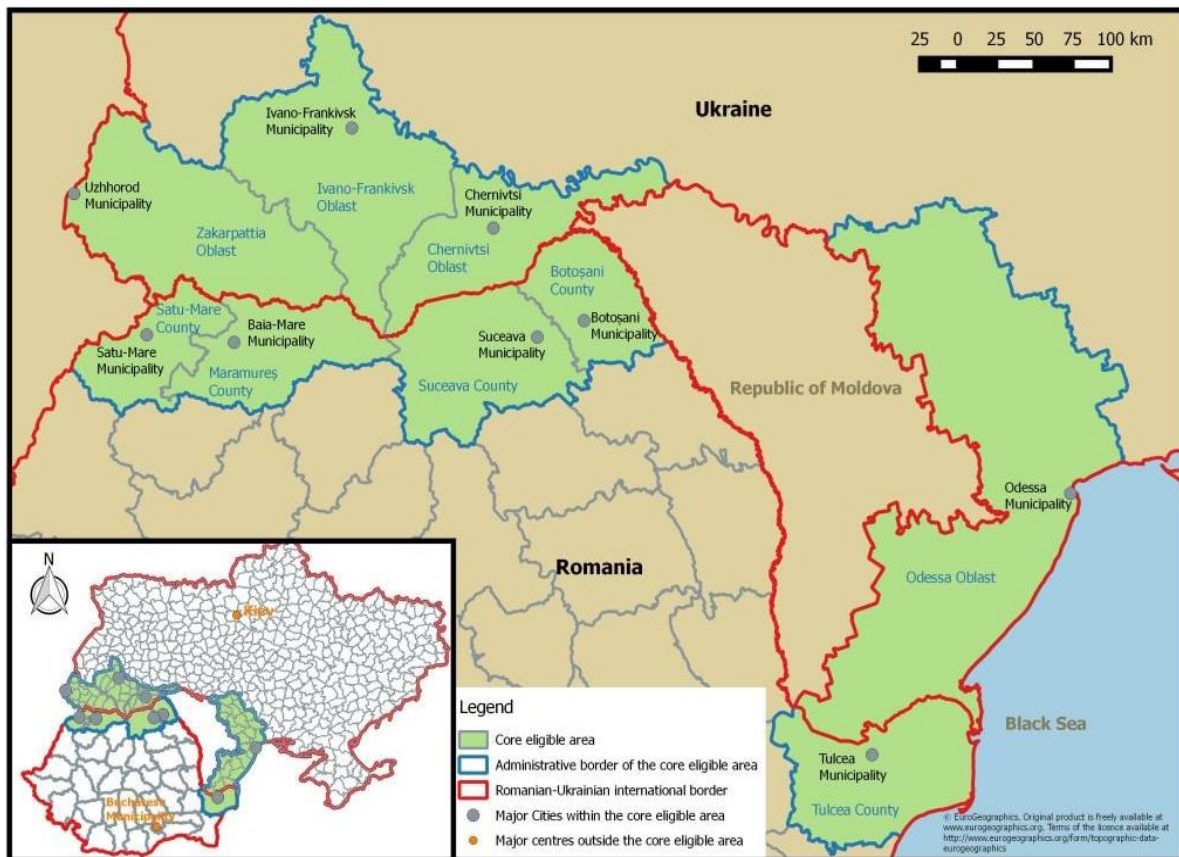 25 0 25 50 75 100 km
Ukraine
Ivano-Frankivsk
Municipality
Uzhhorod
Municipality
Ivano-Frankivsk
Oblast
Chernivtsi
Municipality
Zakarpattia
Oblast
Chernivtsi
Oblast
Botoșani
County
Satu-Mare
County
Baia-Mare
Municipality
Botoșani
Municipality
Suceava
Municipality
Satu-Mare
Municipality
Maramureș
County
Suceava County
Republic of Moldova
Odessa
Municipality
Romania
Odessa Oblast
N
Kiev
Bucharest
Municipality
Black Sea
Tulcea
Municipality
Tulcea County
Legend
Core eligible area
Administrative border of the core eligible area
Romanian-Ukrainian international border
Major Cities within the core eligible area
Major centres outside the core eligible area
© EuroGeographics. Original product is freely available at
www.eurogeographics.org. Terms of the licence available at
http://www.eurogeographics.org/form/topographic-data-
eurogeographics